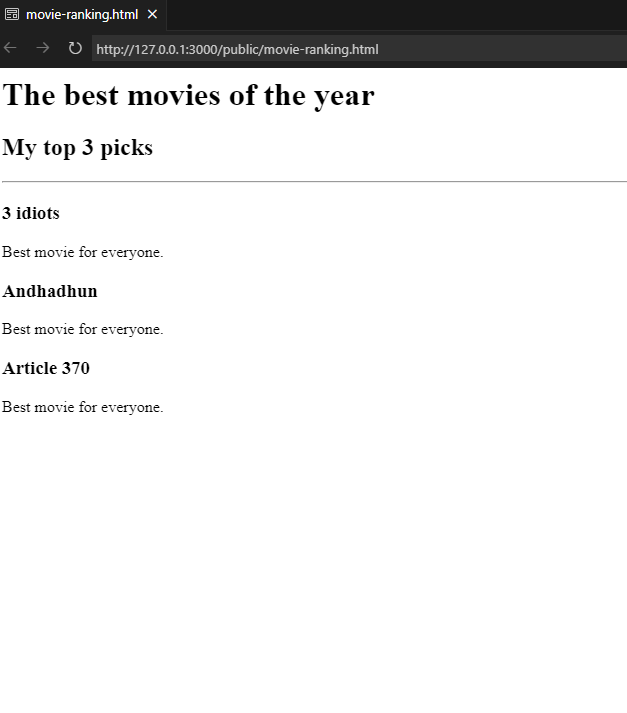 movie-ranking.html
http://127.0.0.1:3000/public/movie-ranking.html
The best movies of the year
My top 3 picks
3 idiots
Best movie for everyone.
Andhadhun
Best movie for everyone.
Article 370
Best movie for everyone.